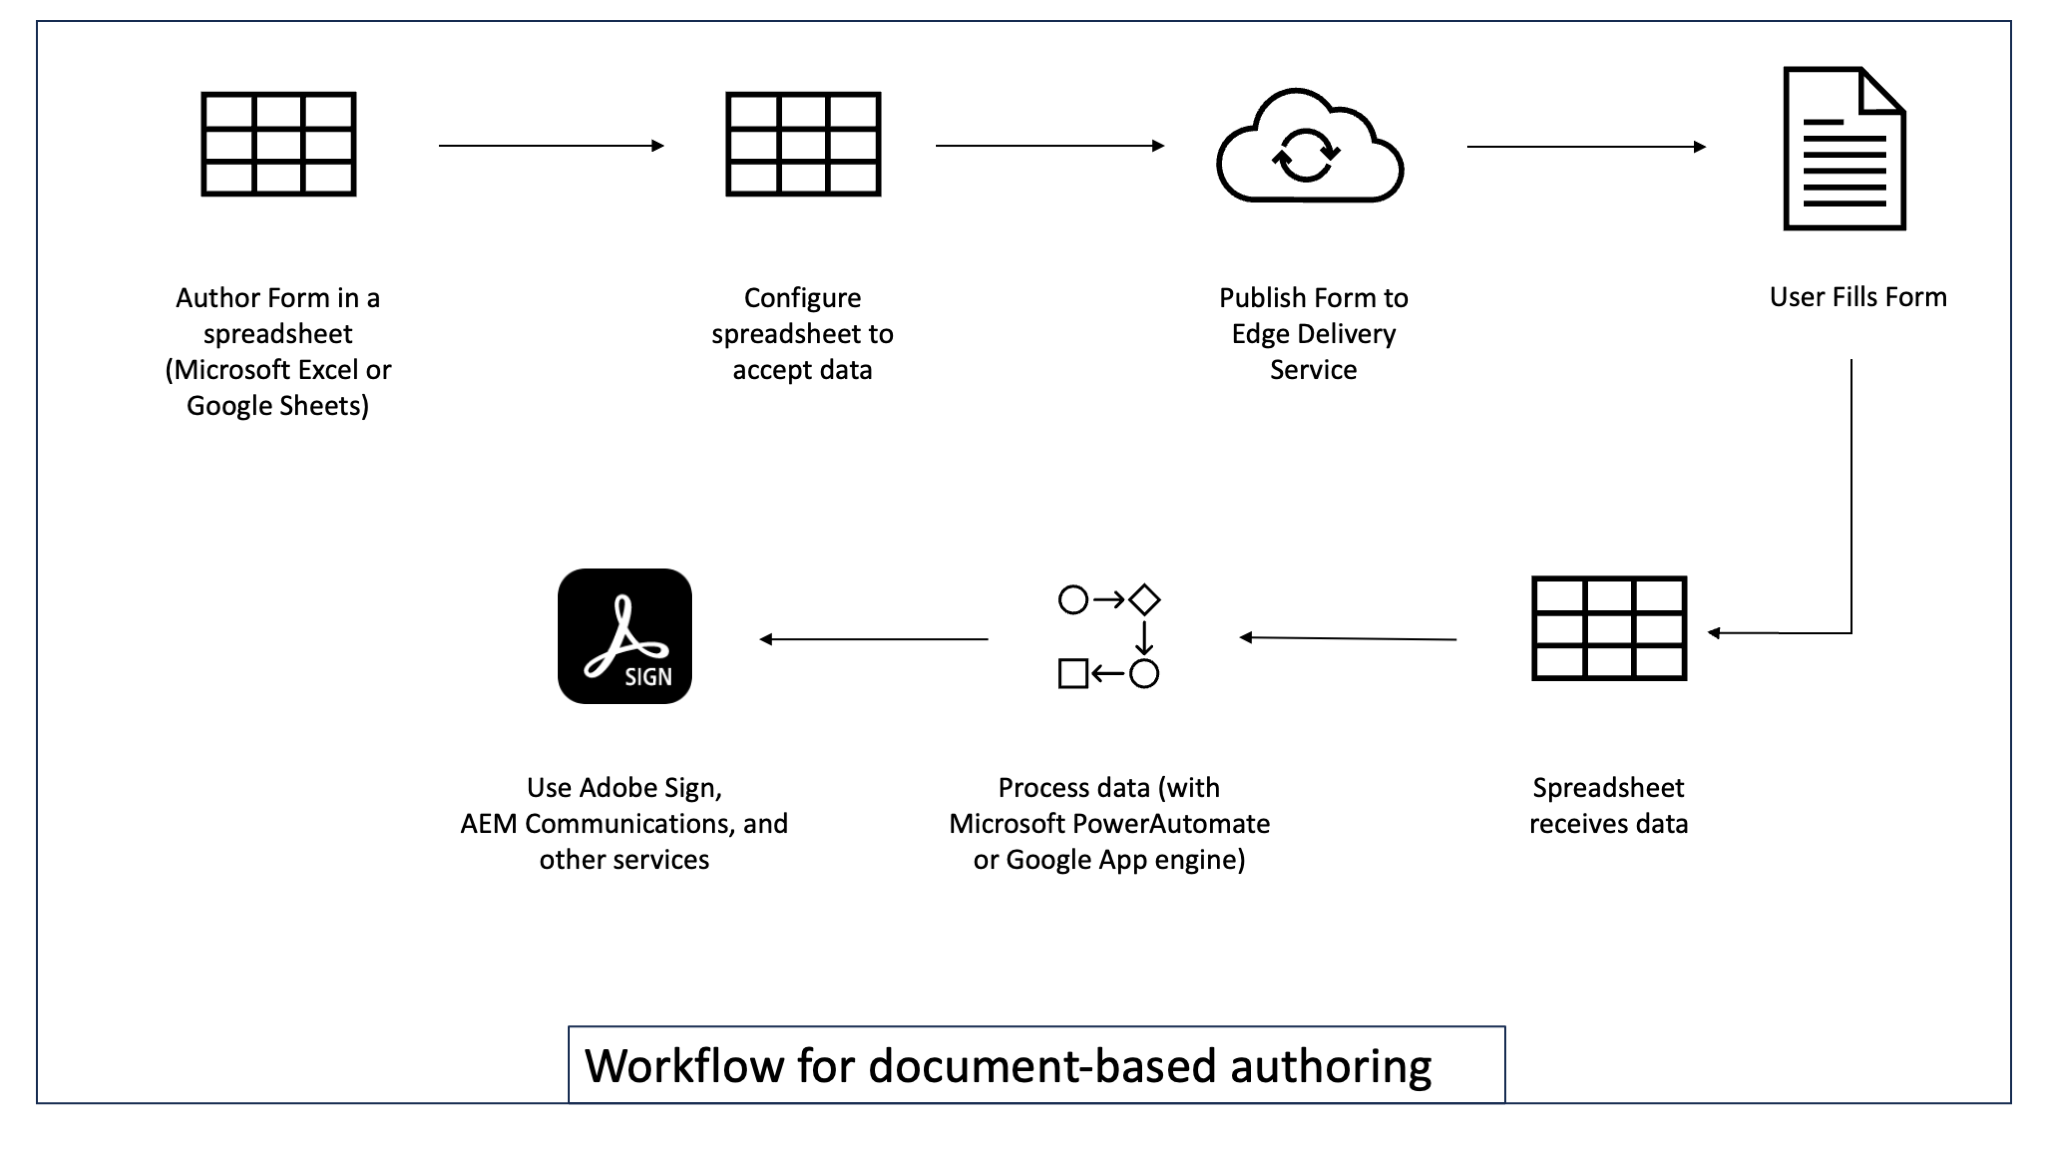 Author Form in a
spreadsheet
(Microsoft Excel or
Google Sheets)
Configure
spreadsheet to
accept data
Publish Form to
Edge Delivery
Service
User Fills Form
SIGN
Use Adobe Sign,
AEM Communications, and
other services
Process data (with
Microsoft PowerAutomate
or Google App engine)
Spreadsheet
receives data
Workflow for document-based authoring